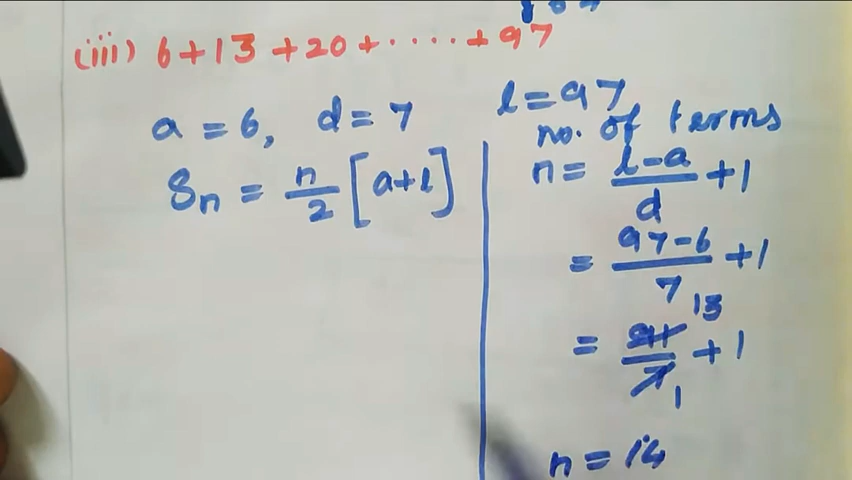 (iii) 6+13+20+·····+97
a = 6, d = 7
Sn = n/2 [a+l]
l = 97
no. of terms
n = l-a/d +1
= 97-6/7 +1
= 91/7 +1
13
1
n = 14